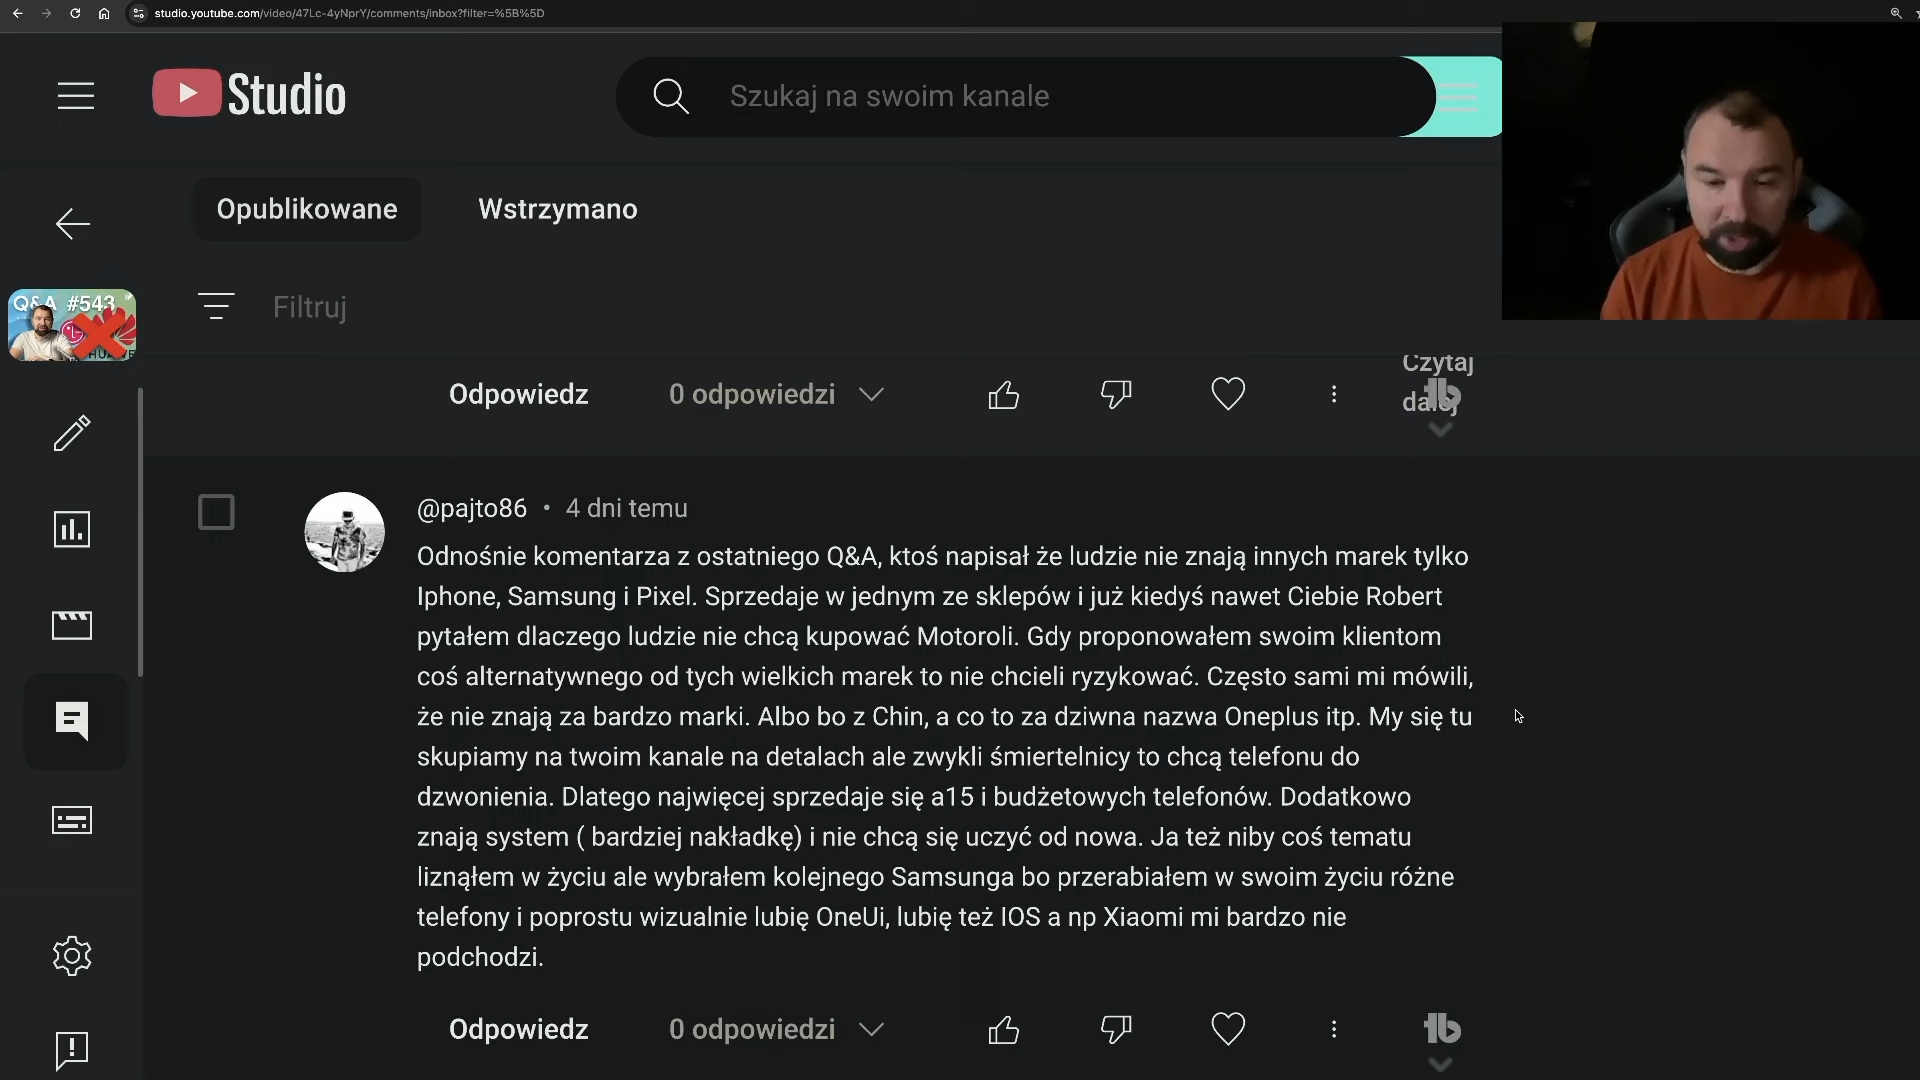 studio.youtube.com/video/47Lc-4yNprY/comments/inbox?filter=%5B%5D
Studio
Szukaj na swoim kanale
Opublikowane
Wstrzymano
Q&A #543
Filtruj
Czytaj
dalej
Odpowiedz
0 odpowiedzi
@pajto86 • 4 dni temu
Odnośnie komentarza z ostatniego Q&A, ktoś napisał że ludzie nie znają innych marek tylko
Iphone, Samsung i Pixel. Sprzedaje w jednym ze sklepów i już kiedyś nawet Ciebie Robert
pytałem dlaczego ludzie nie chcą kupować Motoroli. Gdy proponowałem swoim klientom
coś alternatywnego od tych wielkich marek to nie chcieli ryzykować. Często sami mi mówili,
że nie znają za bardzo marki. Albo bo z Chin, a co to za dziwna nazwa Oneplus itp. My się tu
skupiamy na twoim kanale na detalach ale zwykli śmiertelnicy to chcą telefonu do
dzwonienia. Dlatego najwięcej sprzedaje się a15 i budżetowych telefonów. Dodatkowo
znają system ( bardziej nakładkę) i nie chcą się uczyć od nowa. Ja też niby coś tematu
liznąłem w życiu ale wybrałem kolejnego Samsunga bo przerabiałem w swoim życiu różne
telefony i poprostu wizualnie lubię OneUi, lubię też IOS a np Xiaomi mi bardzo nie
podchodzi.
Odpowiedz
0 odpowiedzi